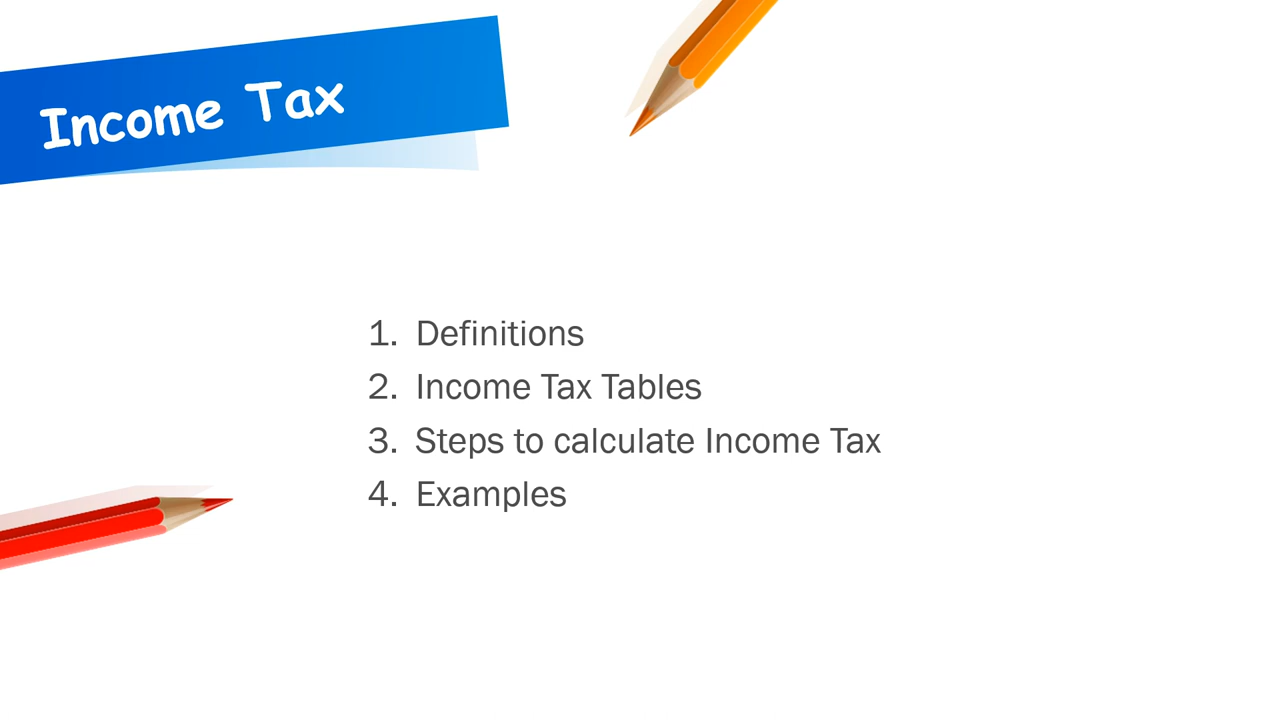 Income Tax
1. Definitions
2. Income Tax Tables
3. Steps to calculate Income Tax
4. Examples